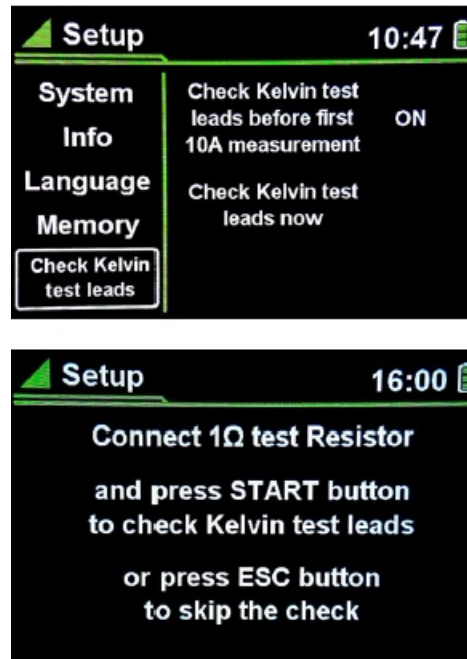 Setup 10:47
System
Info
Language
Memory
Check Kelvin
test leads
Check Kelvin test
leads before first
10A measurement
ON
Check Kelvin test
leads now
Setup 16:00
Connect 1Ω test Resistor
and press START button
to check Kelvin test leads
or press ESC button
to skip the check